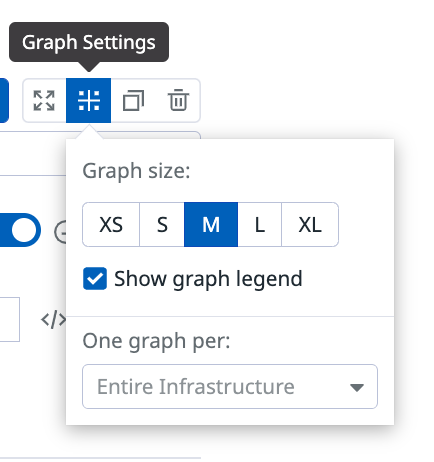 Graph Settings
Graph size:
XS S M L XL
Show graph legend
</>
One graph per:
Entire Infrastructure